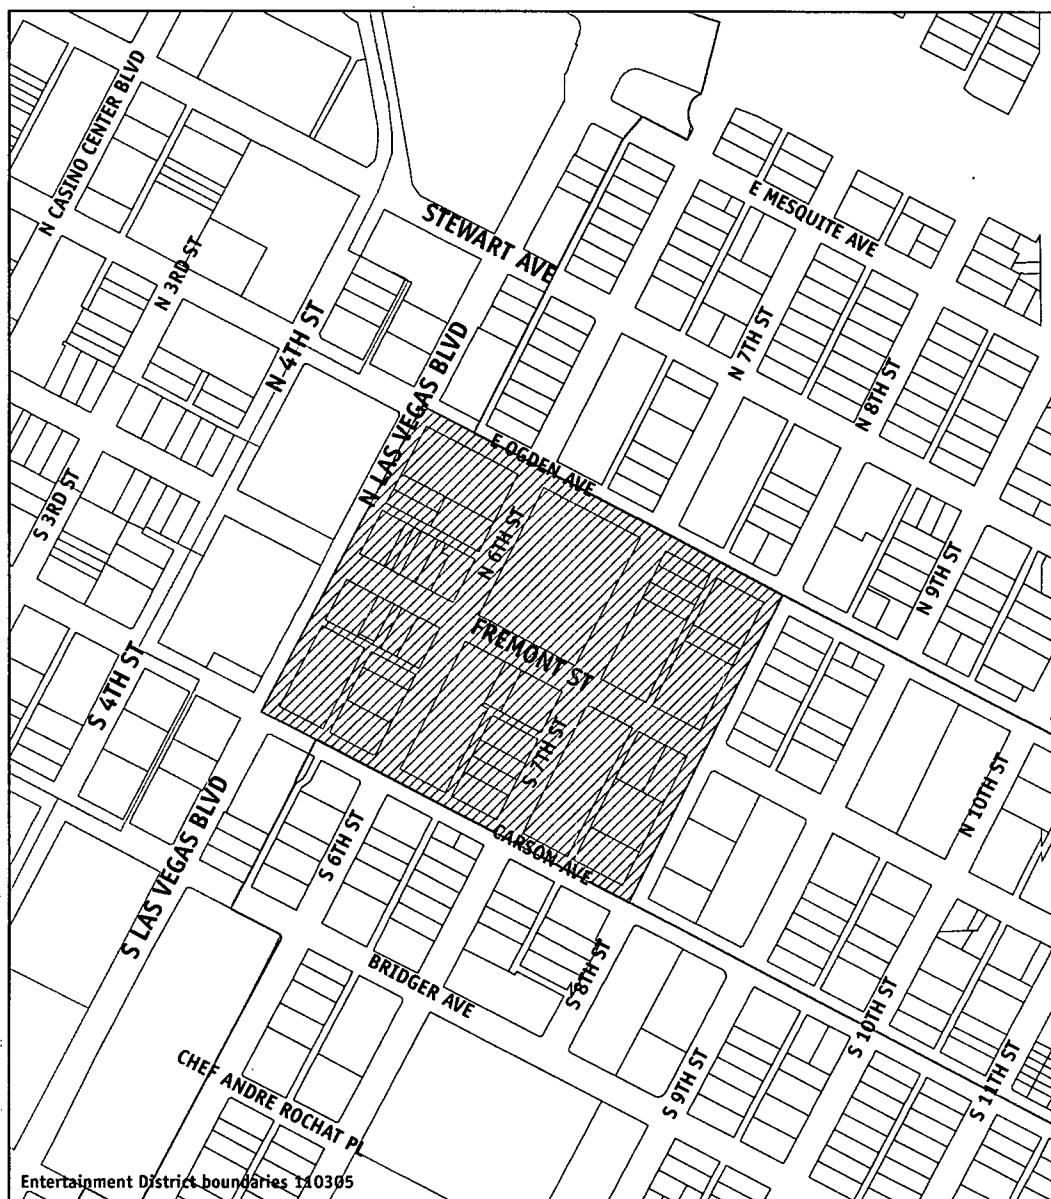 N CASINO CENTER BLVD
STEWART AVE
E MESQUITE AVE
N 3RD ST
N 4TH ST
N LAS VEGAS BLVD
N 7TH ST
N 8TH ST
E OGDEN AVE
S 3RD ST
N 6TH ST
N 9TH ST
FREMONT ST
S 4TH ST
S 7TH ST
N 10TH ST
S LAS VEGAS BLVD
S 6TH ST
CARSON AVE
BRIDGER AVE
S 8TH ST
S 10TH ST
CHEF ANDRE ROCHAT PL
S 9TH ST
S 11TH ST
Entertainment District boundaries 110305